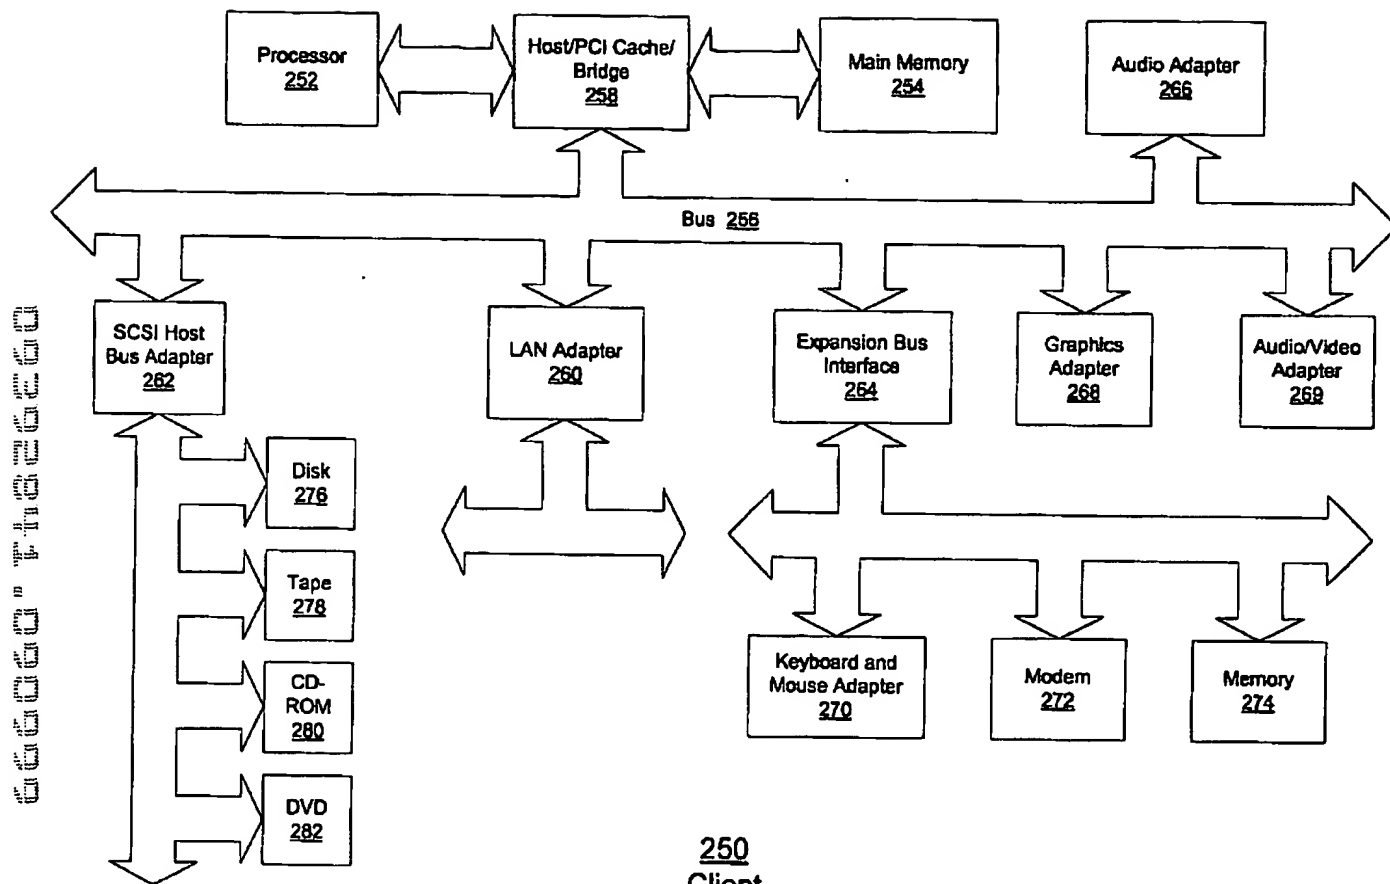 Processor
252
Host/PCI Cache/
Bridge
258
Main Memory
254
Audio Adapter
266
Bus 256
SCSI Host
Bus Adapter
262
LAN Adapter
260
Expansion Bus
Interface
264
Graphics
Adapter
268
Audio/Video
Adapter
269
Disk
276
Tape
278
CD-
ROM
280
DVD
282
Keyboard and
Mouse Adapter
270
Modem
272
Memory
274
250
Client